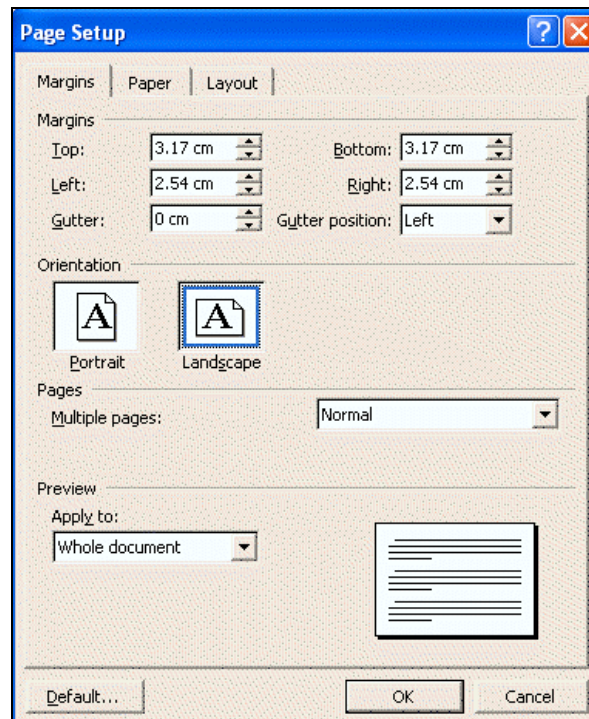 Page Setup
Margins Paper Layout
Margins
Top: 3.17 cm Bottom: 3.17 cm
Left: 2.54 cm Right: 2.54 cm
Gutter: 0 cm Gutter position: Left
Orientation
A A
Portrait Landscape
Pages
Multiple pages: Normal
Preview
Apply to:
Whole document
Default... OK Cancel